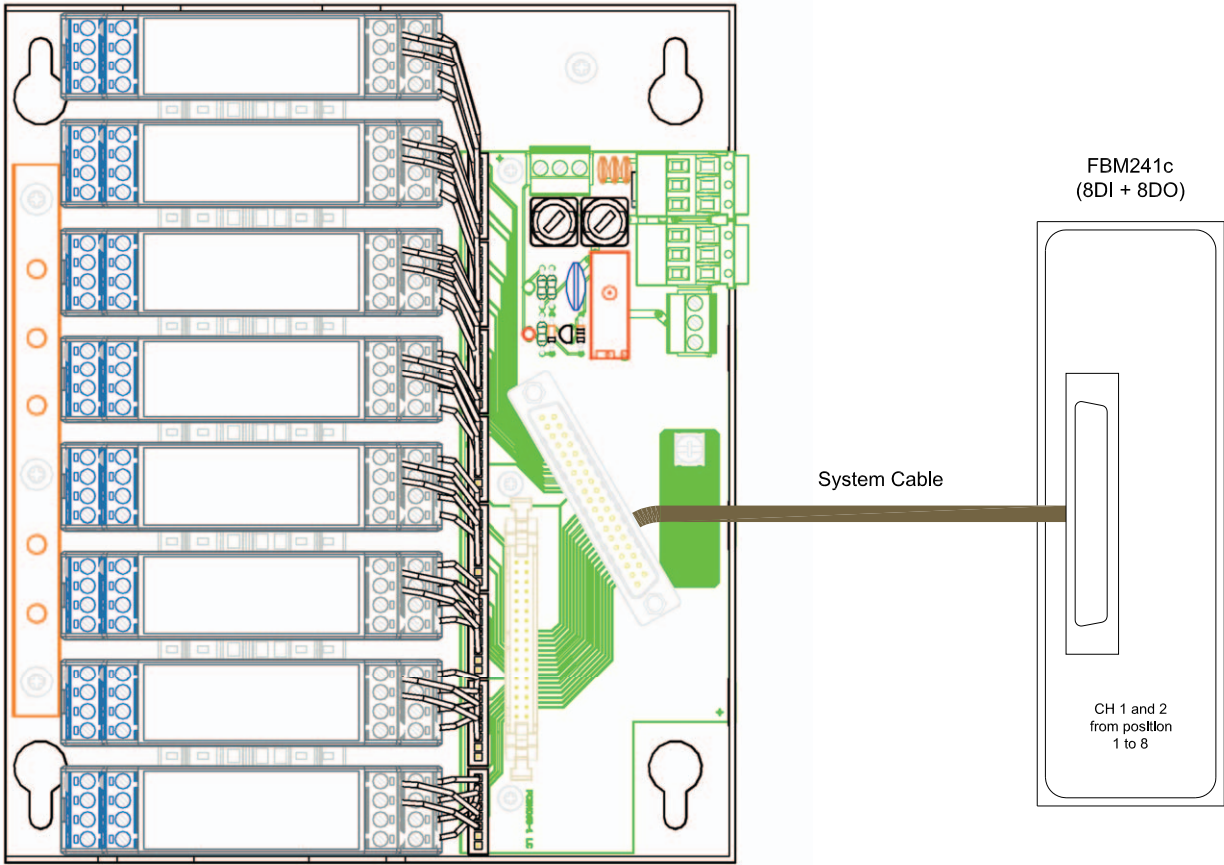 FBM241c
(8DI + 8DO)
System Cable
CH 1 and 2
from position
1 to 8